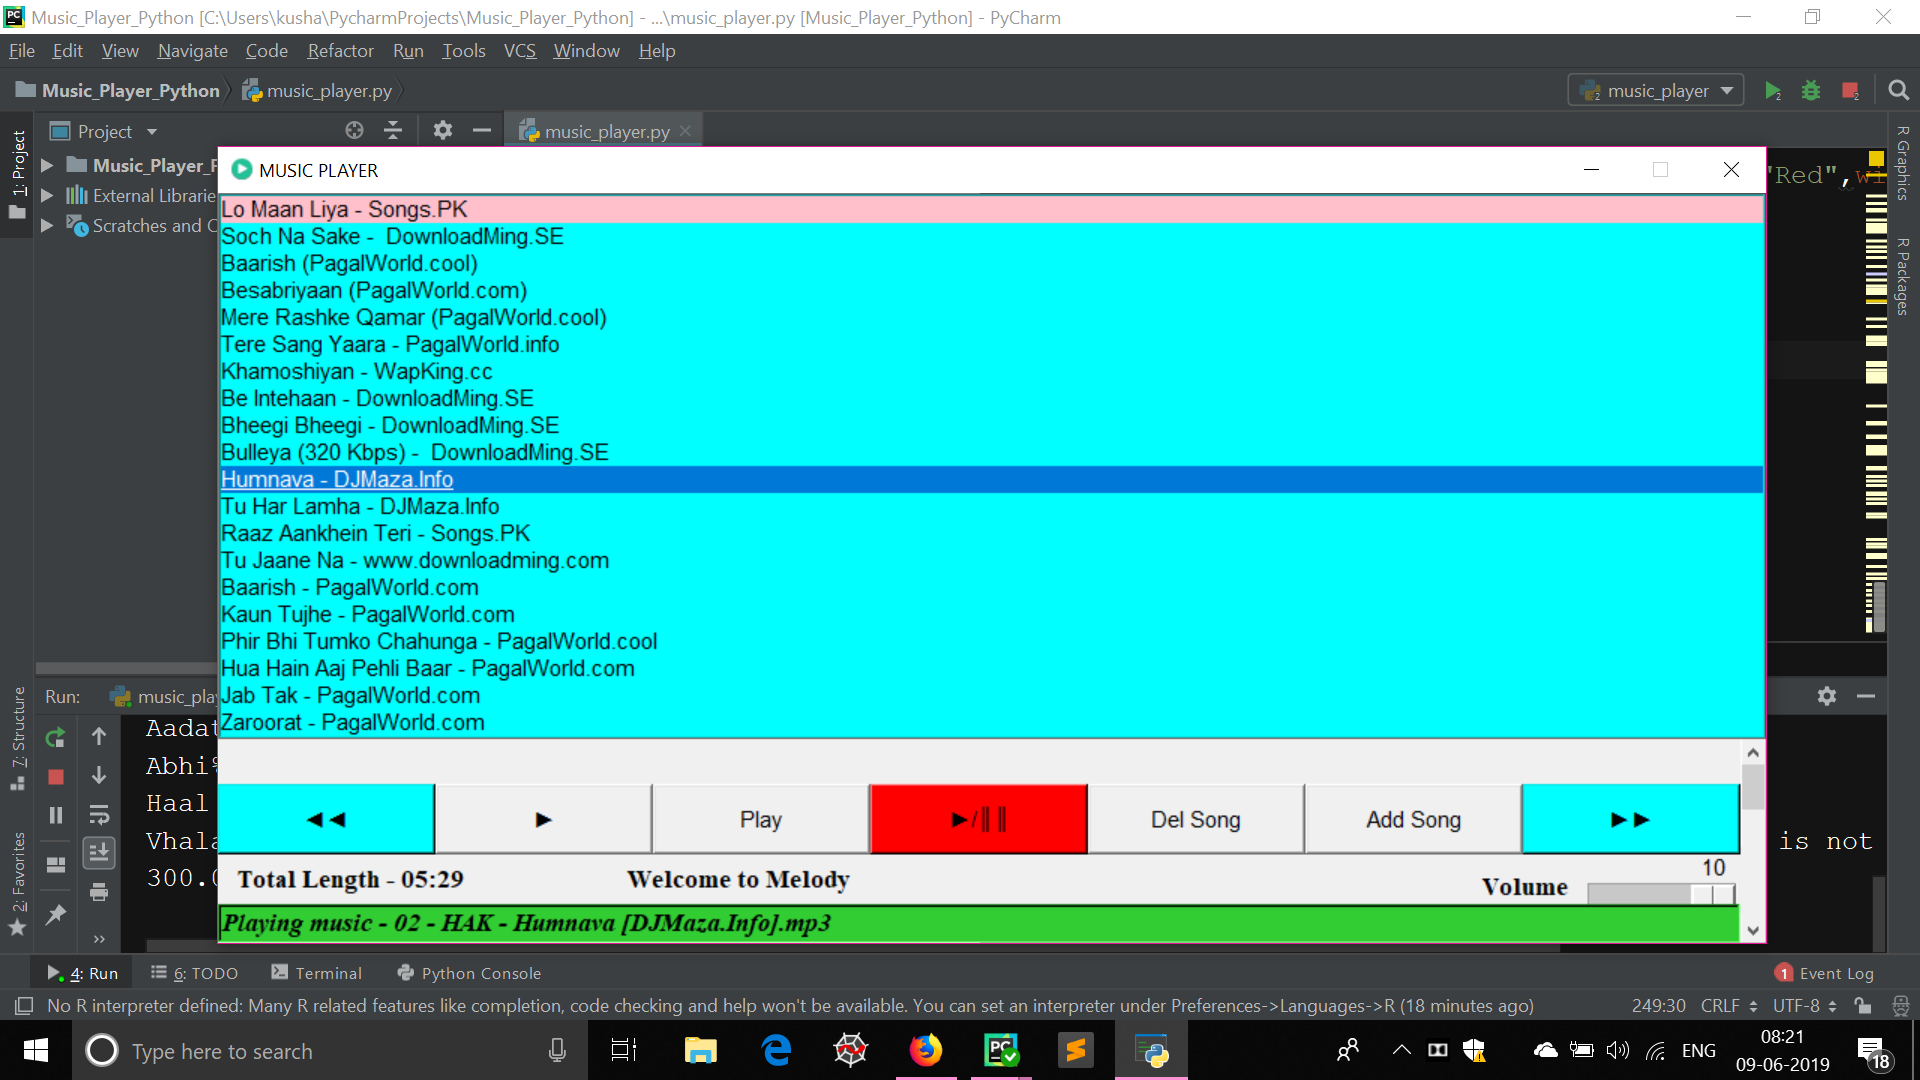 Music_Player_Python [C:\Users\kusha\PycharmProjects\Music_Player_Python] - ...\music_player.py [Music_Player_Python] - PyCharm
File Edit View Navigate Code Refactor Run Tools VCS Window Help
Music_Player_Python music_player.py music_player
1: Project
Project music_player.py
Music_Player_P
External Librarie
Scratches and C
"Red",wi
R Graphics
R Packages
MUSIC PLAYER
Lo Maan Liya - Songs.PK
Soch Na Sake -  DownloadMing.SE
Baarish (PagalWorld.cool)
Besabriyaan (PagalWorld.com)
Mere Rashke Qamar (PagalWorld.cool)
Tere Sang Yaara - PagalWorld.info
Khamoshiyan - WapKing.cc
Be Intehaan - DownloadMing.SE
Bheegi Bheegi - DownloadMing.SE
Bulleya (320 Kbps) -  DownloadMing.SE
Humnava - DJMaza.Info
Tu Har Lamha - DJMaza.Info
Raaz Aankhein Teri - Songs.PK
Tu Jaane Na - www.downloadming.com
Baarish - PagalWorld.com
Kaun Tujhe - PagalWorld.com
Phir Bhi Tumko Chahunga - PagalWorld.cool
Hua Hain Aaj Pehli Baar - PagalWorld.com
Jab Tak - PagalWorld.com
Zaroorat - PagalWorld.com
◄◄ ► Play ►/║║ Del Song Add Song ►►
Total Length - 05:29 Welcome to Melody Volume 10
Playing music - 02 - HAK - Humnava [DJMaza.Info].mp3
7: Structure
2: Favorites
Run: music_play
Aadat
Abhi%
Haal
Vhala is not
300.0
4: Run 6: TODO Terminal Python Console 1 Event Log
No R interpreter defined: Many R related features like completion, code checking and help won't be available. You can set an interpreter under Preferences->Languages->R (18 minutes ago) 249:30 CRLF UTF-8
Type here to search
ENG 08:21
09-06-2019 18